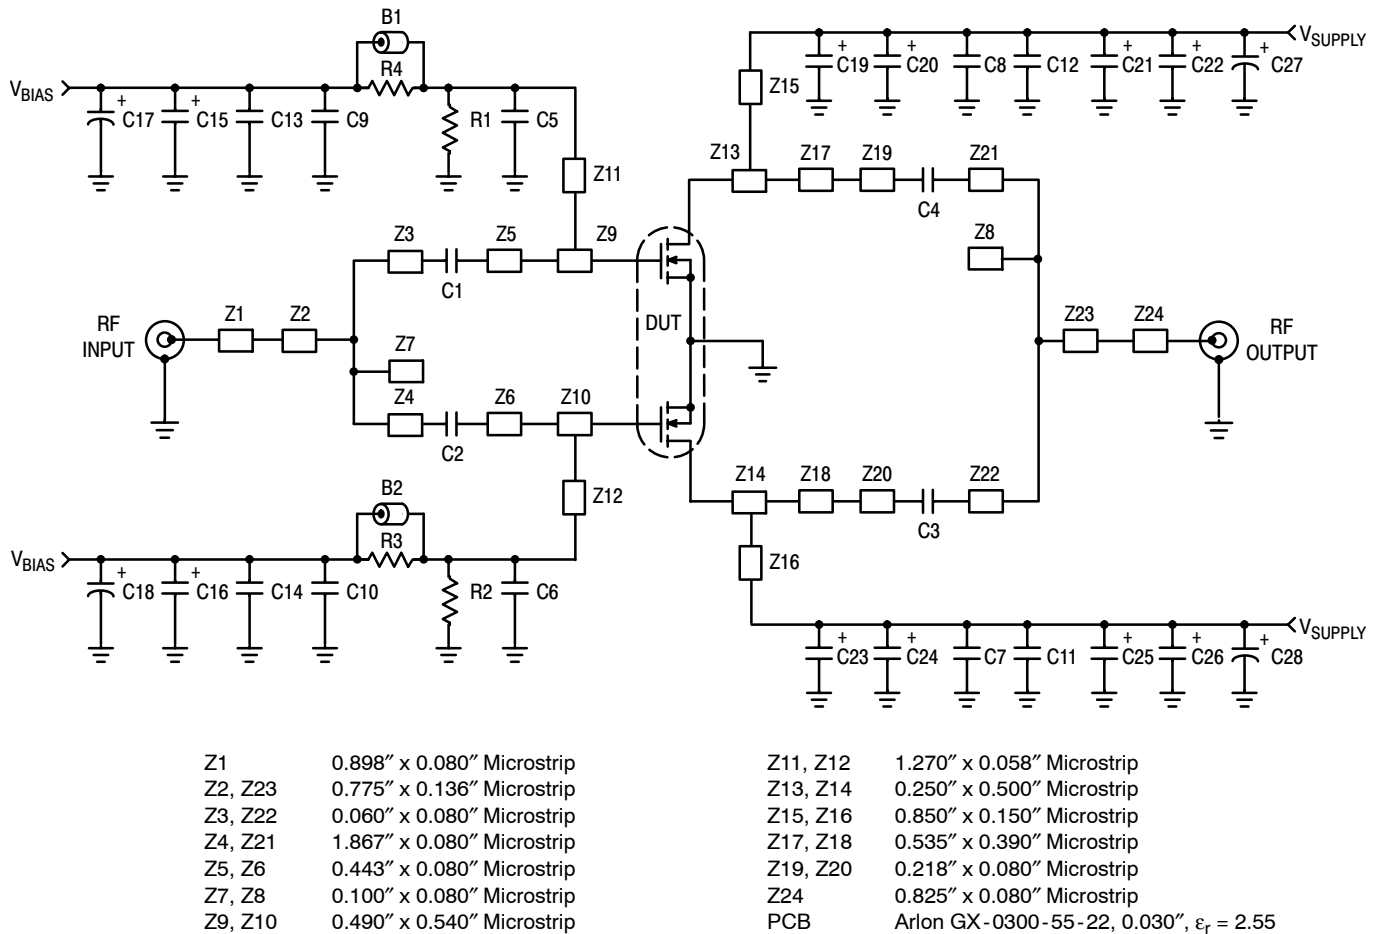 B1
R4
V_BIAS
+ C17
+ C15
C13
C9
R1
C5
Z11
Z15
+ C19
+ C20
C8
C12
+ C21
+ C22
+ C27
V_SUPPLY
Z13
Z17
Z19
C4
Z21
Z3
C1
Z5
Z9
Z8
RF INPUT
Z1
Z2
DUT
Z23
Z24
RF OUTPUT
Z7
Z4
C2
Z6
Z10
Z14
Z18
Z20
C3
Z22
B2
R3
V_BIAS
+ C18
+ C16
C14
C10
R2
C6
Z12
Z16
+ C23
+ C24
C7
C11
+ C25
+ C26
+ C28
V_SUPPLY
Z1 0.898″ x 0.080″ Microstrip
Z2, Z23 0.775″ x 0.136″ Microstrip
Z3, Z22 0.060″ x 0.080″ Microstrip
Z4, Z21 1.867″ x 0.080″ Microstrip
Z5, Z6 0.443″ x 0.080″ Microstrip
Z7, Z8 0.100″ x 0.080″ Microstrip
Z9, Z10 0.490″ x 0.540″ Microstrip
Z11, Z12 1.270″ x 0.058″ Microstrip
Z13, Z14 0.250″ x 0.500″ Microstrip
Z15, Z16 0.850″ x 0.150″ Microstrip
Z17, Z18 0.535″ x 0.390″ Microstrip
Z19, Z20 0.218″ x 0.080″ Microstrip
Z24 0.825″ x 0.080″ Microstrip
PCB Arlon GX-0300-55-22, 0.030″, ε_r = 2.55